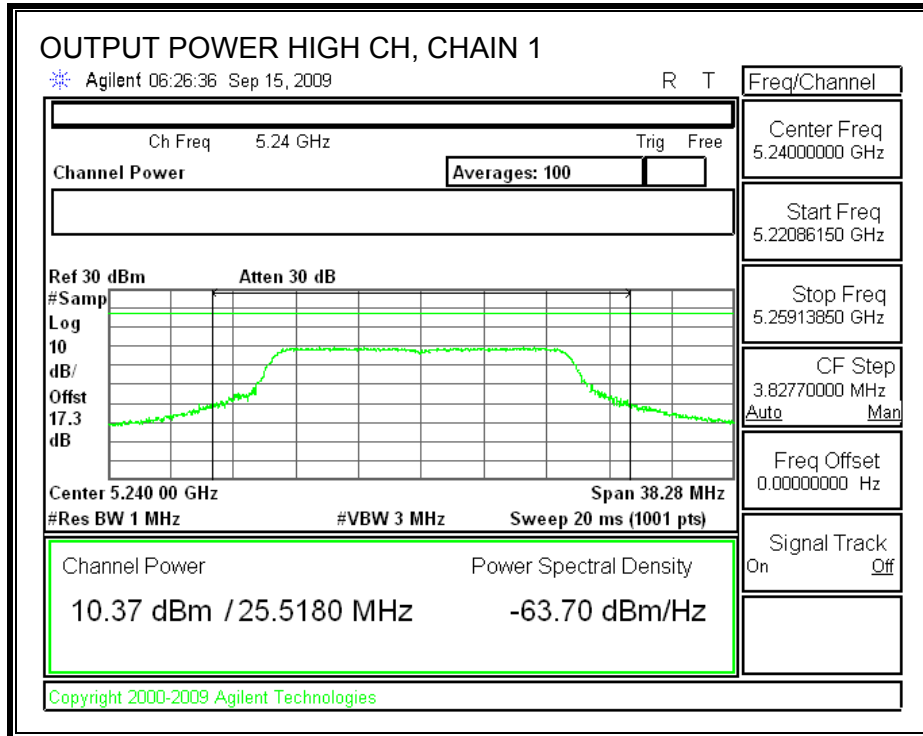 OUTPUT POWER HIGH CH, CHAIN 1
Agilent 06:26:36 Sep 15, 2009 R T
Freq/Channel
Ch Freq 5.24 GHz Trig Free
Channel Power Averages: 100
Center Freq
5.24000000 GHz
Start Freq
5.22086150 GHz
Stop Freq
5.25913850 GHz
CF Step
3.82770000 MHz
Auto Man
Freq Offset
0.00000000 Hz
Signal Track
On Off
Ref 30 dBm Atten 30 dB
#Samp
Log
10
dB/
Offst
17.3
dB
Center 5.240 00 GHz Span 38.28 MHz
#Res BW 1 MHz #VBW 3 MHz Sweep 20 ms (1001 pts)
Channel Power Power Spectral Density
10.37 dBm / 25.5180 MHz -63.70 dBm/Hz
Copyright 2000-2009 Agilent Technologies